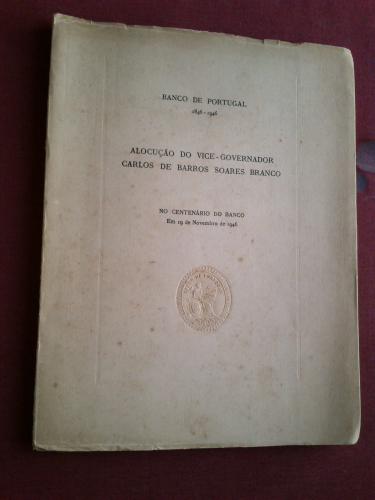 BANCO DE PORTUGAL
1846-1946
ALOCUÇÃO DO VICE-GOVERNADOR
CARLOS DE BARROS SOARES BRANCO
NO CENTENÁRIO DO BANCO
Em 19 de Novembro de 1946